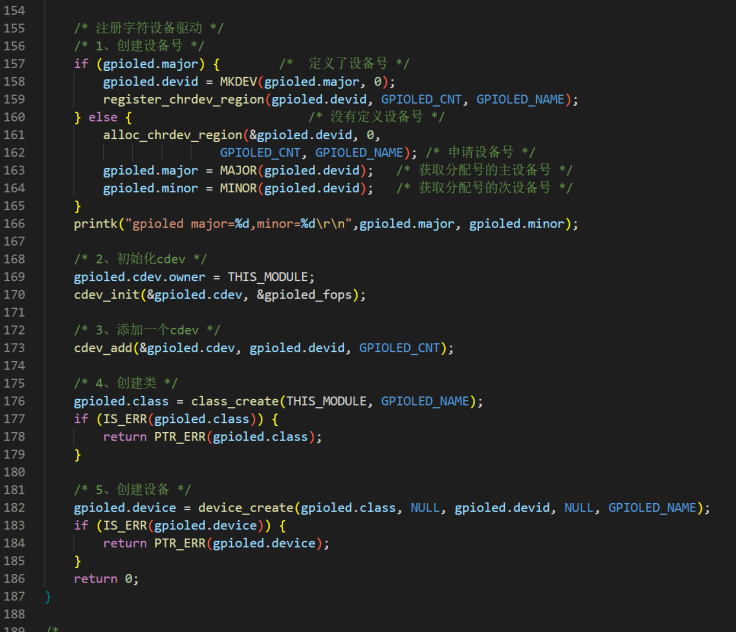 154
155 /* 注册字符设备驱动 */
156 /* 1、创建设备号 */
157 if (gpioled.major) { /* 定义了设备号 */
158 gpioled.devid = MKDEV(gpioled.major, 0);
159 register_chrdev_region(gpioled.devid, GPIOLED_CNT, GPIOLED_NAME);
160 } else { /* 没有定义设备号 */
161 alloc_chrdev_region(&gpioled.devid, 0,
162 GPIOLED_CNT, GPIOLED_NAME); /* 申请设备号 */
163 gpioled.major = MAJOR(gpioled.devid); /* 获取分配号的主设备号 */
164 gpioled.minor = MINOR(gpioled.devid); /* 获取分配号的次设备号 */
165 }
166 printk("gpioled major=%d,minor=%d\r\n",gpioled.major, gpioled.minor);
167
168 /* 2、初始化cdev */
169 gpioled.cdev.owner = THIS_MODULE;
170 cdev_init(&gpioled.cdev, &gpioled_fops);
171
172 /* 3、添加一个cdev */
173 cdev_add(&gpioled.cdev, gpioled.devid, GPIOLED_CNT);
174
175 /* 4、创建类 */
176 gpioled.class = class_create(THIS_MODULE, GPIOLED_NAME);
177 if (IS_ERR(gpioled.class)) {
178 return PTR_ERR(gpioled.class);
179 }
180
181 /* 5、创建设备 */
182 gpioled.device = device_create(gpioled.class, NULL, gpioled.devid, NULL, GPIOLED_NAME);
183 if (IS_ERR(gpioled.device)) {
184 return PTR_ERR(gpioled.device);
185 }
186 return 0;
187 }
188
189 /*